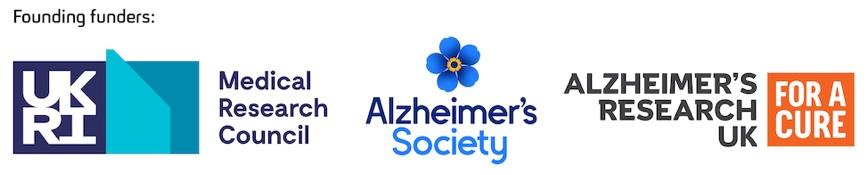 Founding funders:
UK
RI
Medical
Research
Council
Alzheimer's
Society
ALZHEIMER'S
RESEARCH
UK
FOR A
CURE